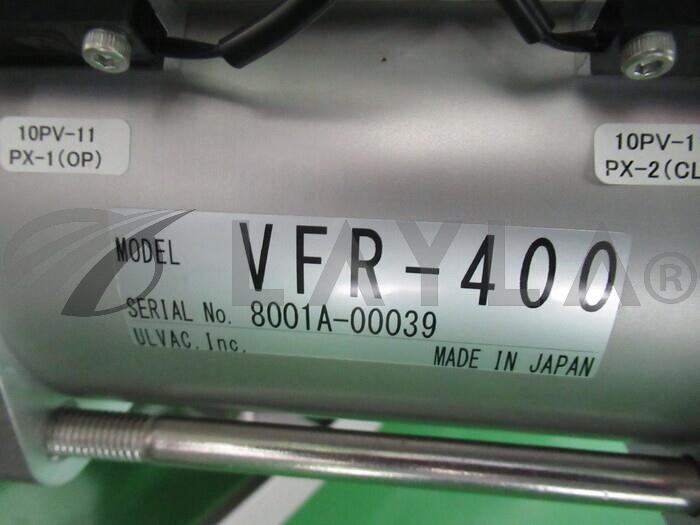 10PV-11
PX-1(OP)
10PV-1
PX-2(CL
MODEL VFR-400
SERIAL No. 8001A-00039
ULVAC,Inc.
MADE IN JAPAN
LAYLA®